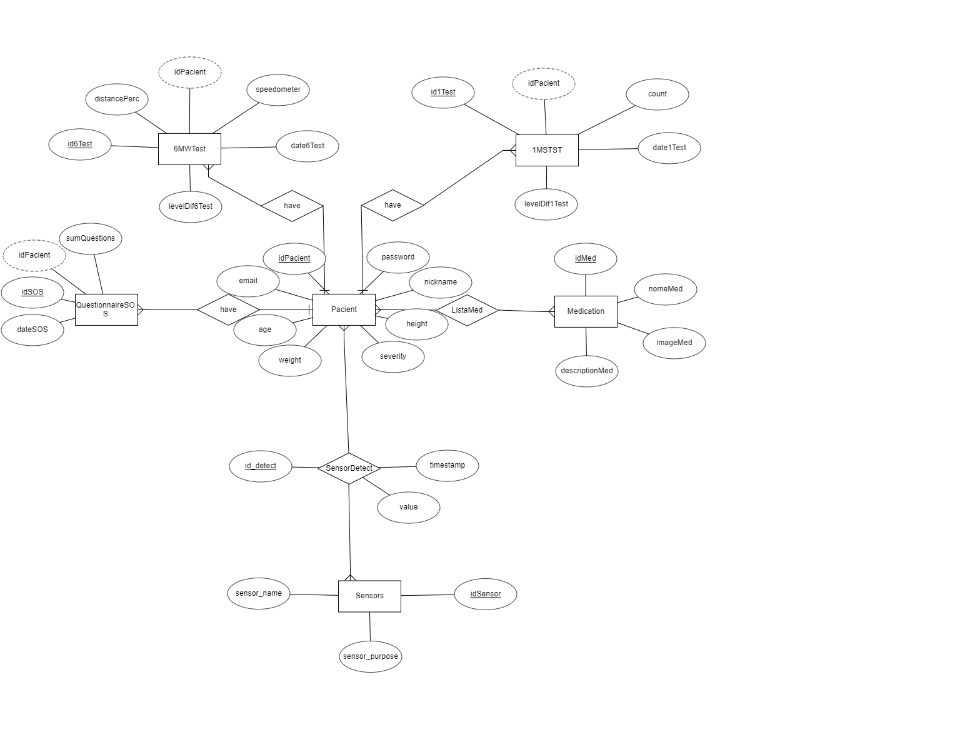 idPacient
speedometer
distancePerc
id6Test
6MWTest
date6Test
levelDif6Test
have
idPacient
id1Test
count
1MSTST
date1Test
levelDif1Test
have
sumQuestions
idPacient
idSOS
dateSOS
QuestionnaireSO
S
have
idPacient
password
email
nickname
Pacient
age
height
weight
severity
ListaMed
idMed
nomeMed
Medication
imageMed
descriptionMed
id_detect
SensorDetect
timestamp
value
sensor_name
Sensors
idSensor
sensor_purpose